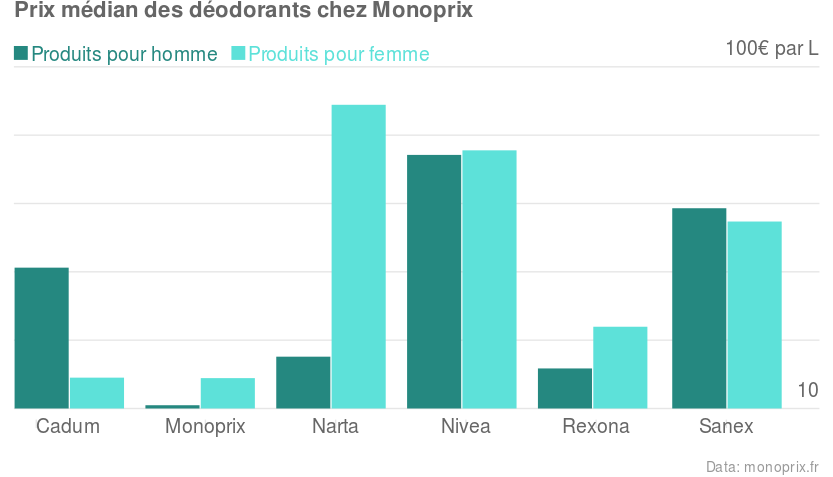 Prix médian des déodorants chez Monoprix
Produits pour homme Produits pour femme 100€ par L
10
Cadum Monoprix Narta Nivea Rexona Sanex
Data: monoprix.fr